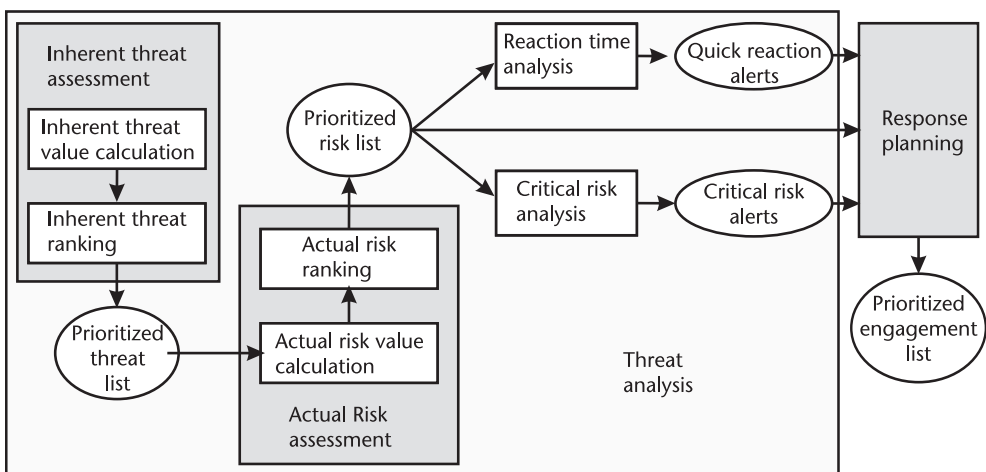 Inherent threat
assessment
Inherent threat
value calculation
Inherent threat
ranking
Prioritized
threat
list
Prioritized
risk list
Actual risk
ranking
Actual risk value
calculation
Actual Risk
assessment
Reaction time
analysis
Quick reaction
alerts
Critical risk
analysis
Critical risk
alerts
Threat
analysis
Response
planning
Prioritized
engagement
list